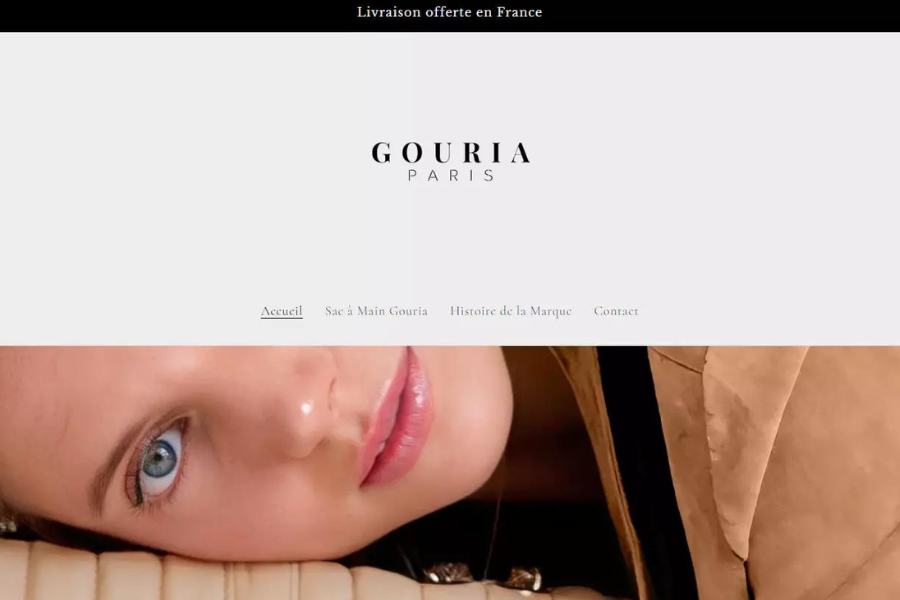 Livraison offerte en France
GOURIA
PARIS
Accueil Sac à Main Gouria Histoire de la Marque Contact